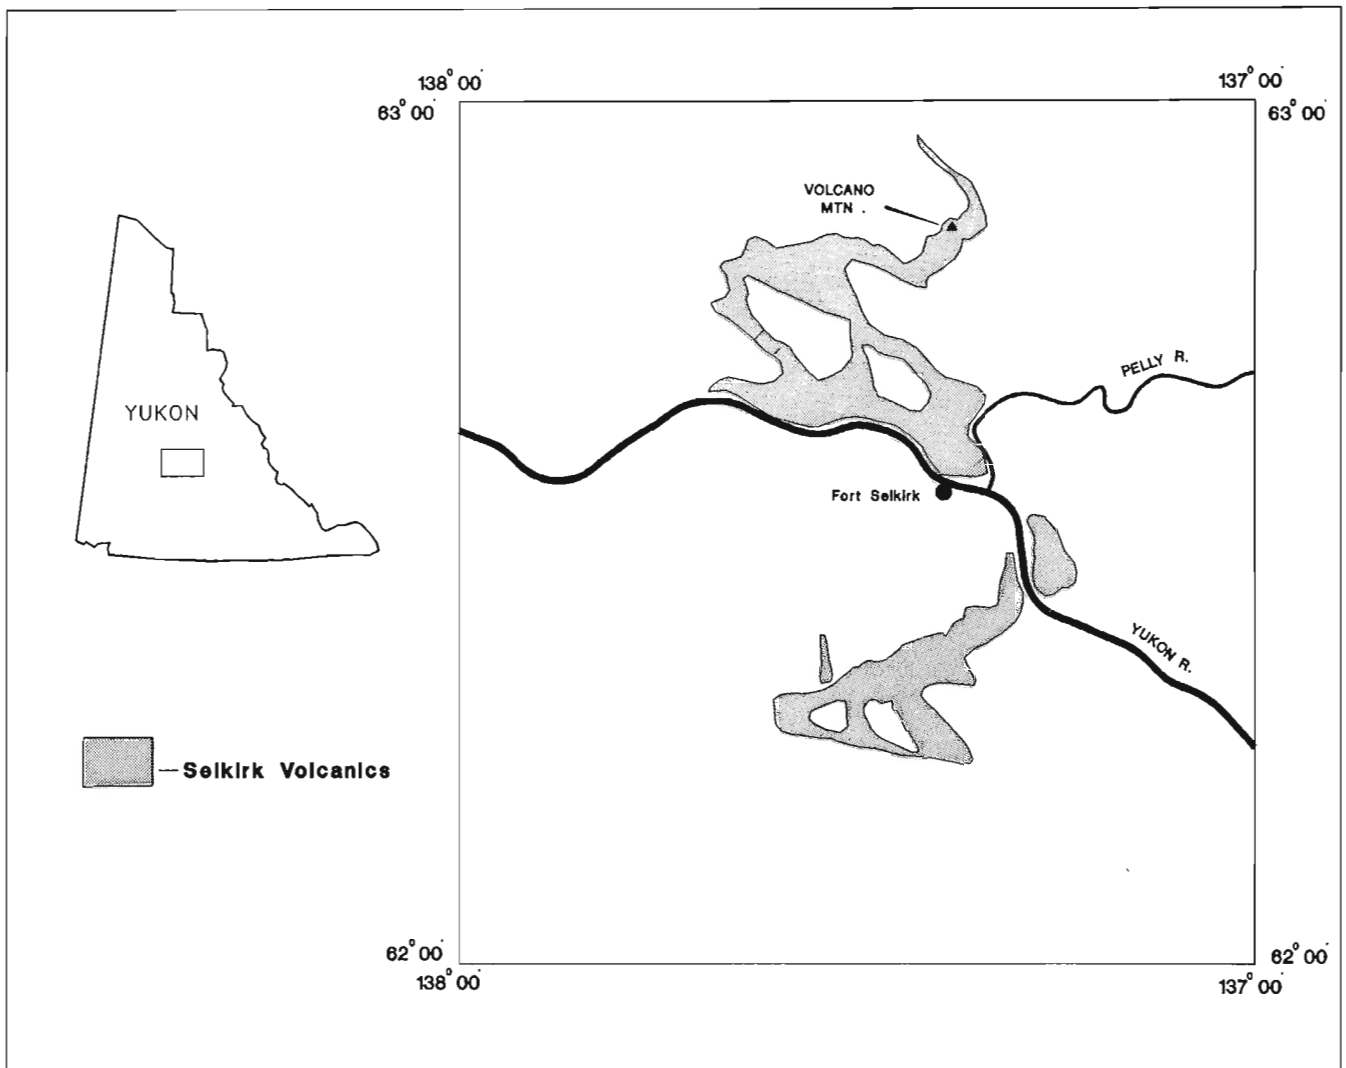 138° 00'
137° 00'
63° 00'
63° 00'
VOLCANO
MTN .
PELLY R.
YUKON
Fort Selkirk
YUKON R.
Selkirk Volcanics
62° 00'
62° 00'
138° 00'
137° 00'